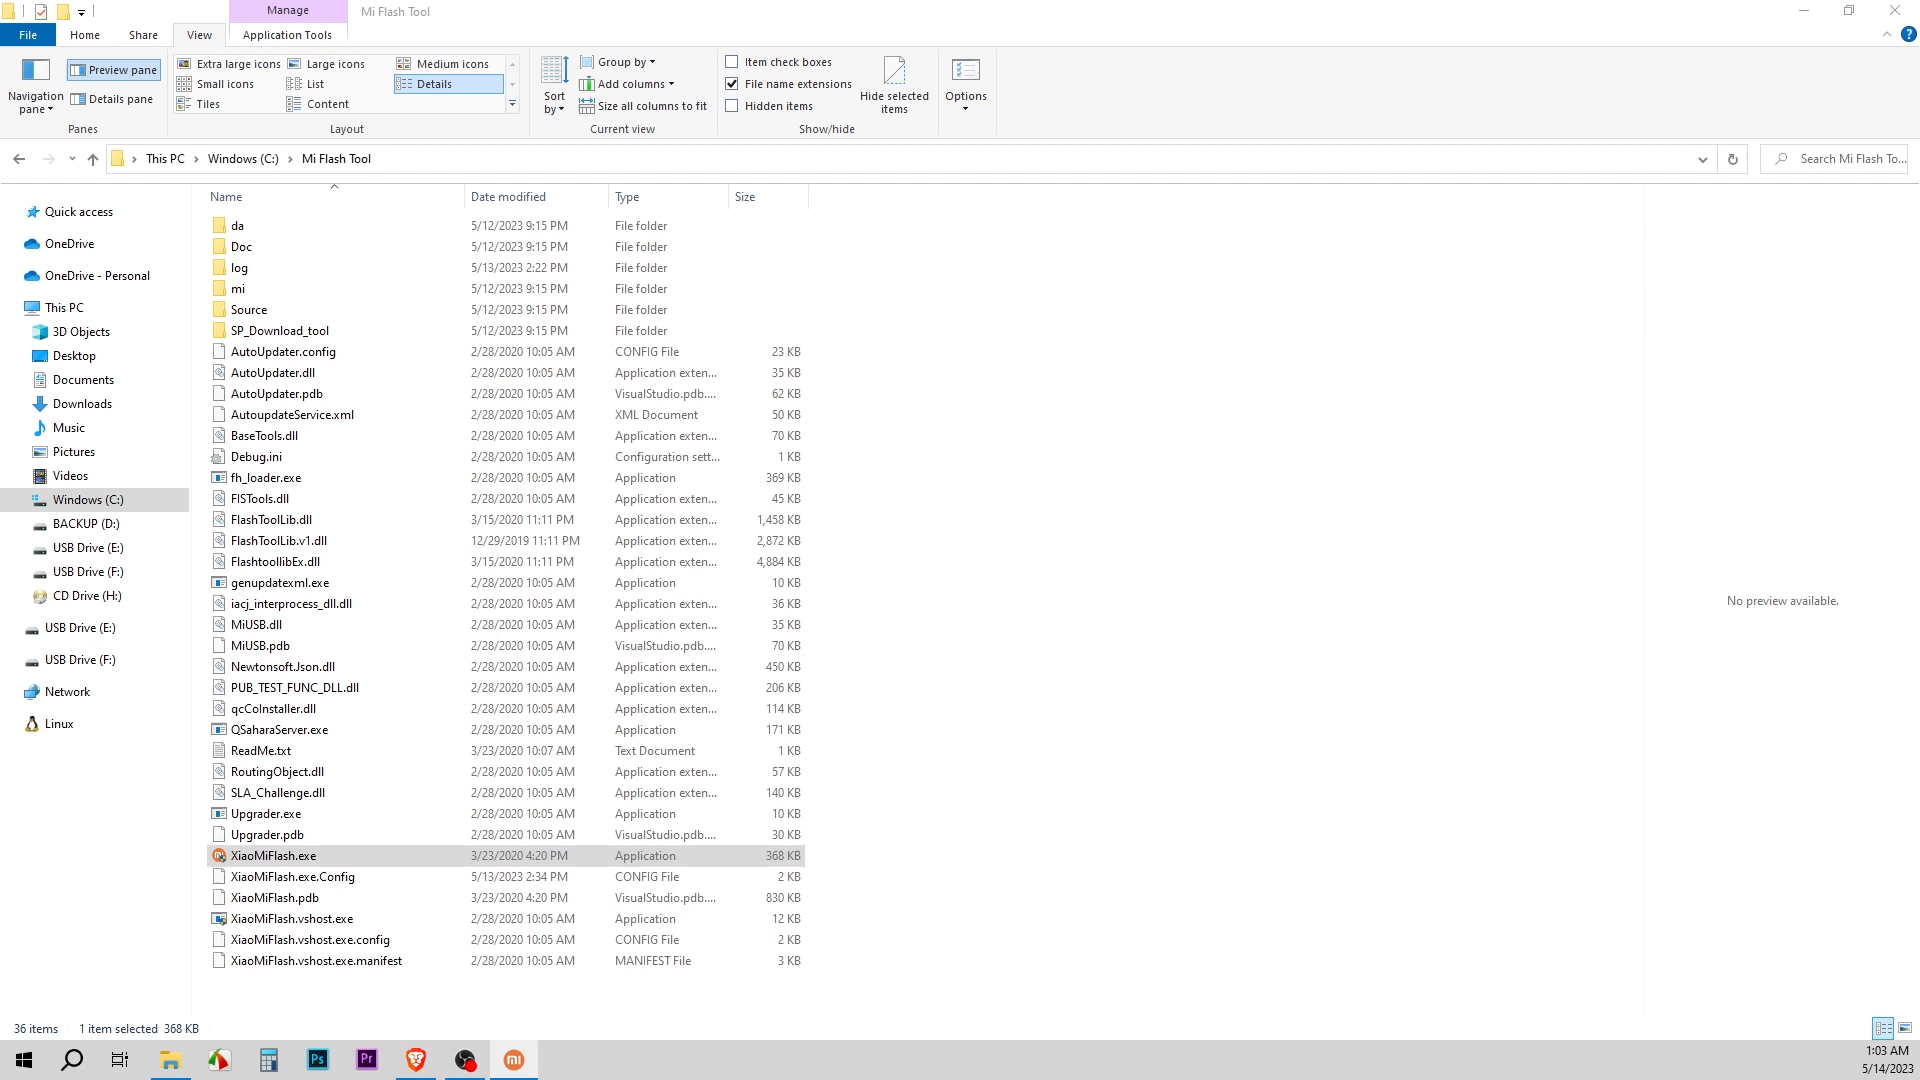 Manage
Mi Flash Tool
File
Home
Share
View
Application Tools
Navigation pane
Preview pane
Details pane
Panes
Extra large icons
Large icons
Medium icons
Small icons
List
Details
Tiles
Content
Layout
Sort by
Group by
Add columns
Size all columns to fit
Current view
Item check boxes
File name extensions
Hidden items
Hide selected items
Show/hide
Options
This PC
Windows (C:)
Mi Flash Tool
Search Mi Flash To...
Quick access
OneDrive
OneDrive - Personal
This PC
3D Objects
Desktop
Documents
Downloads
Music
Pictures
Videos
Windows (C:)
BACKUP (D:)
USB Drive (E:)
USB Drive (F:)
CD Drive (H:)
USB Drive (E:)
USB Drive (F:)
Network
Linux
Name Date modified Type Size
da 5/12/2023 9:15 PM File folder
Doc 5/12/2023 9:15 PM File folder
log 5/13/2023 2:22 PM File folder
mi 5/12/2023 9:15 PM File folder
Source 5/12/2023 9:15 PM File folder
SP_Download_tool 5/12/2023 9:15 PM File folder
AutoUpdater.config 2/28/2020 10:05 AM CONFIG File 23 KB
AutoUpdater.dll 2/28/2020 10:05 AM Application exten... 35 KB
AutoUpdater.pdb 2/28/2020 10:05 AM VisualStudio.pdb.... 62 KB
AutoupdateService.xml 2/28/2020 10:05 AM XML Document 50 KB
BaseTools.dll 2/28/2020 10:05 AM Application exten... 70 KB
Debug.ini 2/28/2020 10:05 AM Configuration sett... 1 KB
fh_loader.exe 2/28/2020 10:05 AM Application 369 KB
FISTools.dll 2/28/2020 10:05 AM Application exten... 45 KB
FlashToolLib.dll 3/15/2020 11:11 PM Application exten... 1,458 KB
FlashToolLib.v1.dll 12/29/2019 11:11 PM Application exten... 2,872 KB
FlashtoollibEx.dll 3/15/2020 11:11 PM Application exten... 4,884 KB
genupdatexml.exe 2/28/2020 10:05 AM Application 10 KB
iacj_interprocess_dll.dll 2/28/2020 10:05 AM Application exten... 36 KB
MiUSB.dll 2/28/2020 10:05 AM Application exten... 35 KB
MiUSB.pdb 2/28/2020 10:05 AM VisualStudio.pdb.... 70 KB
Newtonsoft.Json.dll 2/28/2020 10:05 AM Application exten... 450 KB
PUB_TEST_FUNC_DLL.dll 2/28/2020 10:05 AM Application exten... 206 KB
qcCoInstaller.dll 2/28/2020 10:05 AM Application exten... 114 KB
QSaharaServer.exe 2/28/2020 10:05 AM Application 171 KB
ReadMe.txt 3/23/2020 10:07 AM Text Document 1 KB
RoutingObject.dll 2/28/2020 10:05 AM Application exten... 57 KB
SLA_Challenge.dll 2/28/2020 10:05 AM Application exten... 140 KB
Upgrader.exe 2/28/2020 10:05 AM Application 10 KB
Upgrader.pdb 2/28/2020 10:05 AM VisualStudio.pdb.... 30 KB
XiaoMiFlash.exe 3/23/2020 4:20 PM Application 368 KB
XiaoMiFlash.exe.Config 5/13/2023 2:34 PM CONFIG File 2 KB
XiaoMiFlash.pdb 3/23/2020 4:20 PM VisualStudio.pdb.... 830 KB
XiaoMiFlash.vshost.exe 2/28/2020 10:05 AM Application 12 KB
XiaoMiFlash.vshost.exe.config 2/28/2020 10:05 AM CONFIG File 2 KB
XiaoMiFlash.vshost.exe.manifest 2/28/2020 10:05 AM MANIFEST File 3 KB
No preview available.
36 items 1 item selected 368 KB
Ps
Pr
1:03 AM
5/14/2023